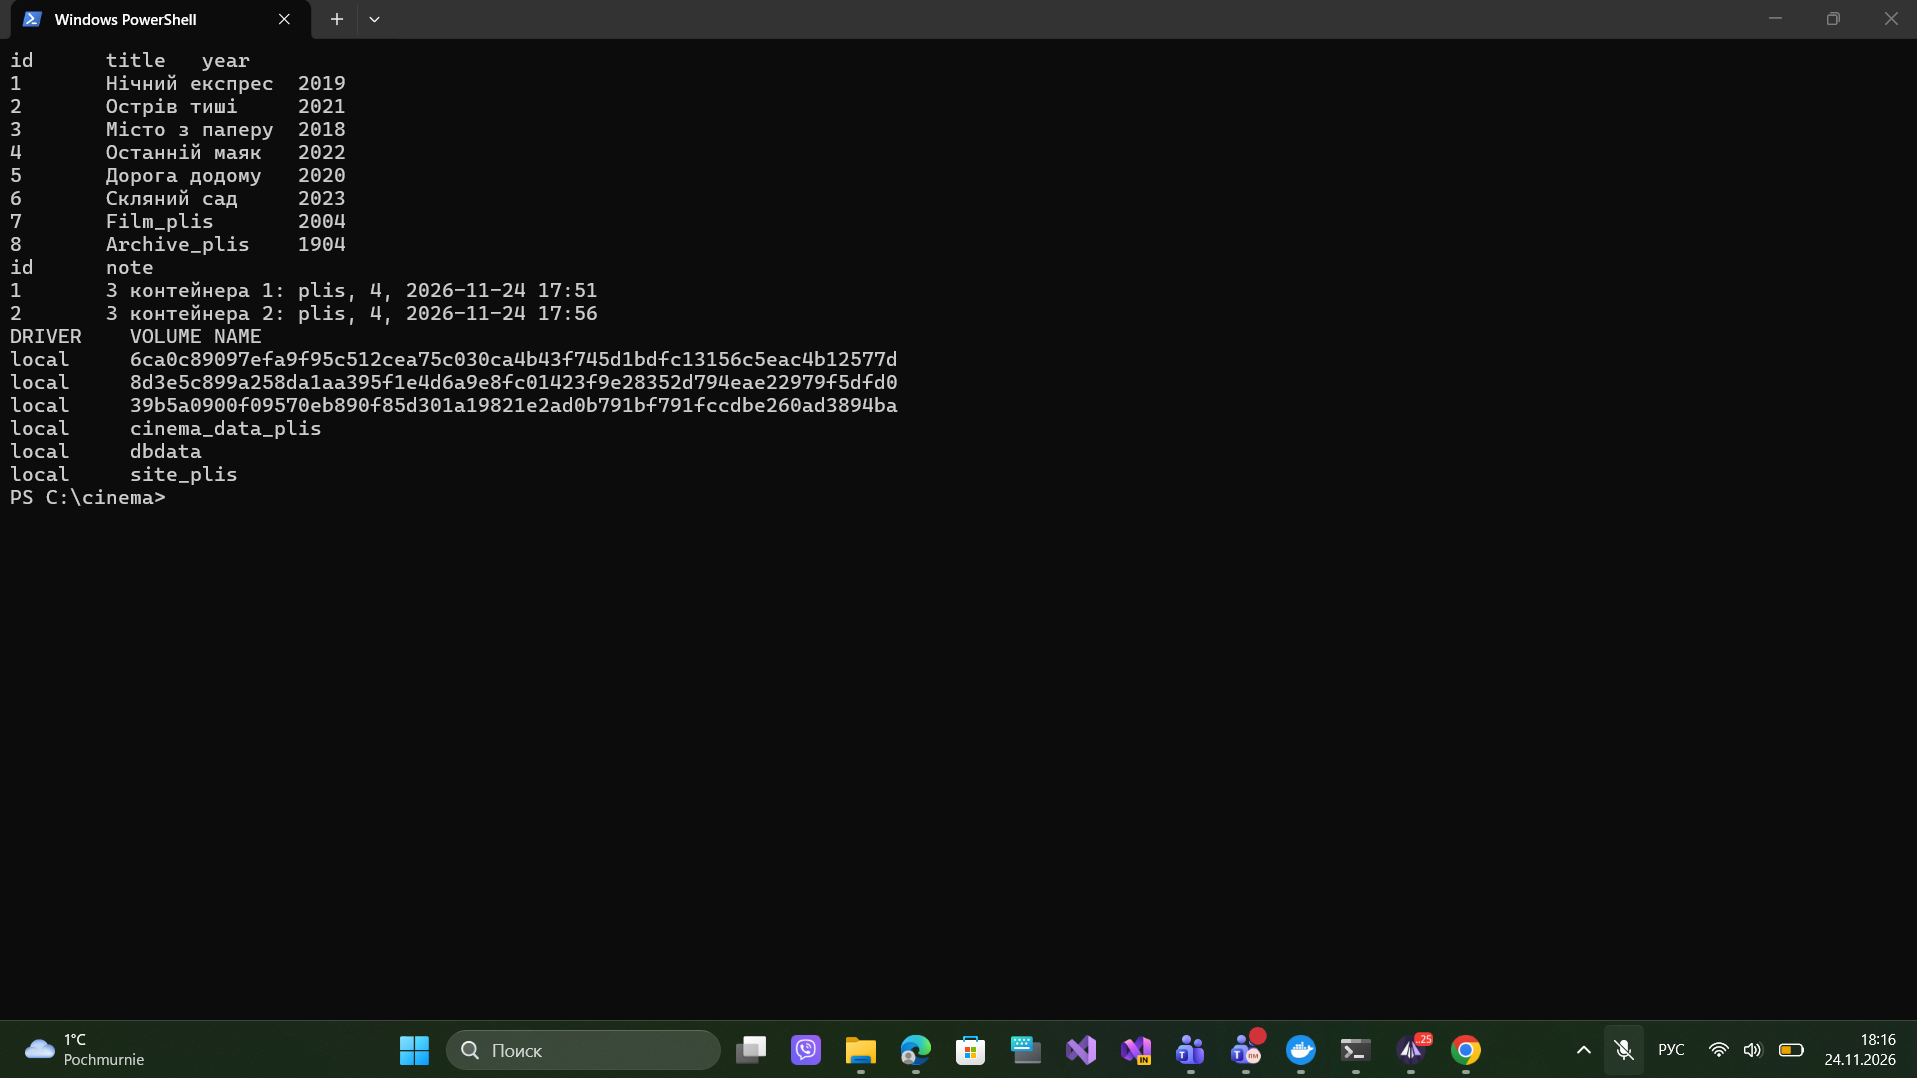 Windows PowerShell
id title year
1 Нічний експрес 2019
2 Острів тиші 2021
3 Місто з паперу 2018
4 Останній маяк 2022
5 Дорога додому 2020
6 Скляний сад 2023
7 Film_plis 2004
8 Archive_plis 1904
id note
1 З контейнера 1: plis, 4, 2026-11-24 17:51
2 З контейнера 2: plis, 4, 2026-11-24 17:56
DRIVER VOLUME NAME
local 6ca0c89097efa9f95c512cea75c030ca4b43f745d1bdfc13156c5eac4b12577d
local 8d3e5c899a258da1aa395f1e4d6a9e8fc01423f9e28352d794eae22979f5dfd0
local 39b5a0900f09570eb890f85d301a19821e2ad0b791bf791fccdbe260ad3894ba
local cinema_data_plis
local dbdata
local site_plis
PS C:\cinema>
1°C
Pochmurnie
Поиск
IN
T
T
ПМ
..25
РУС
18:16
24.11.2026